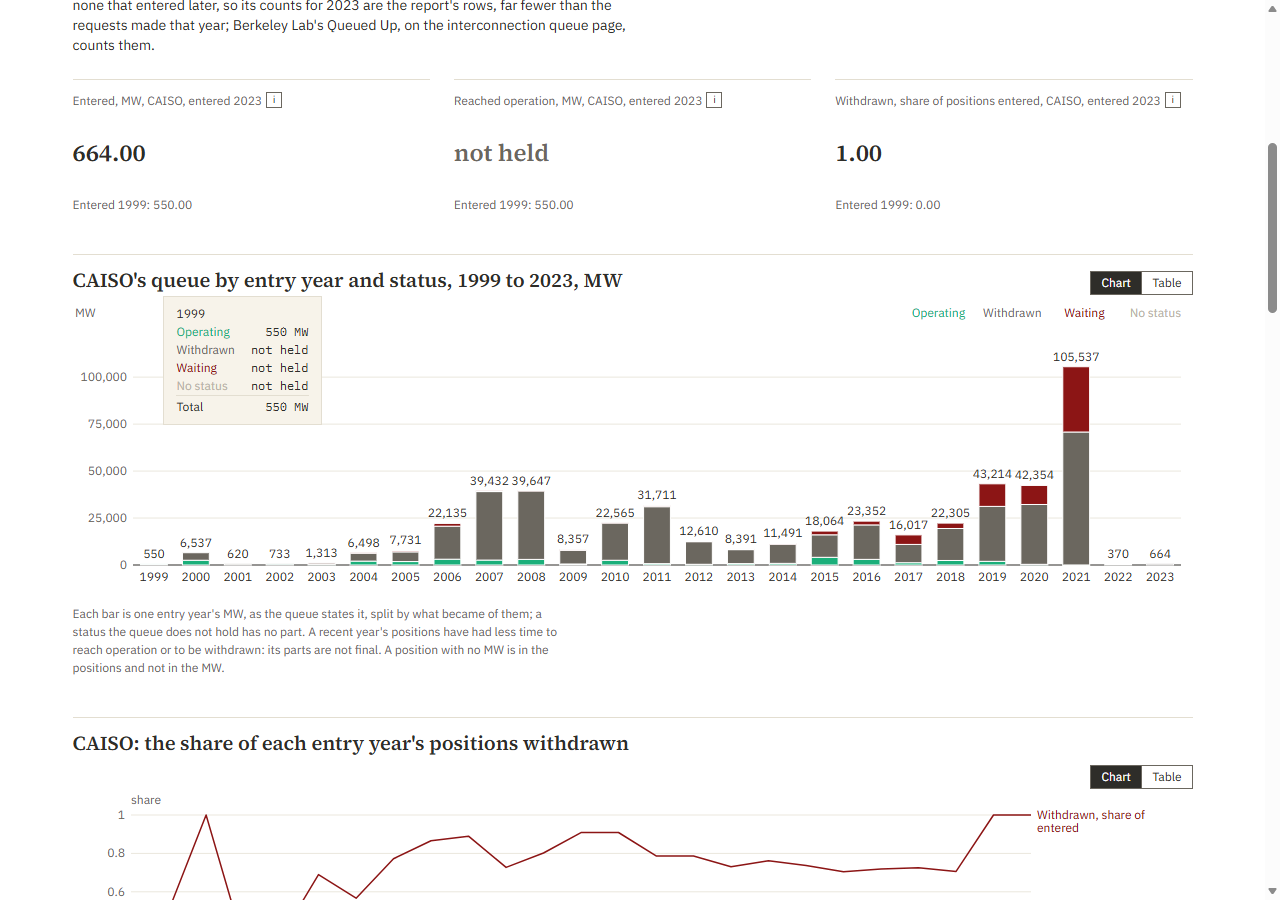 none that entered later, so its counts for 2023 are the report's rows, far fewer than the
requests made that year; Berkeley Lab's Queued Up, on the interconnection queue page,
counts them.
Entered, MW, CAISO, entered 2023 i
664.00
Entered 1999: 550.00
Reached operation, MW, CAISO, entered 2023 i
not held
Entered 1999: 550.00
Withdrawn, share of positions entered, CAISO, entered 2023 i
1.00
Entered 1999: 0.00
CAISO's queue by entry year and status, 1999 to 2023, MW
Chart Table
MW
Operating Withdrawn Waiting No status
1999
Operating 550 MW
Withdrawn not held
Waiting not held
No status not held
Total 550 MW
100,000
75,000
50,000
25,000
0
550 6,537 620 733 1,313 6,498 7,731 22,135 39,432 39,647 8,357 22,565 31,711 12,610 8,391 11,491 18,064 23,352 16,017 22,305 43,214 42,354 105,537 370 664
1999 2000 2001 2002 2003 2004 2005 2006 2007 2008 2009 2010 2011 2012 2013 2014 2015 2016 2017 2018 2019 2020 2021 2022 2023
Each bar is one entry year's MW, as the queue states it, split by what became of them; a
status the queue does not hold has no part. A recent year's positions have had less time to
reach operation or to be withdrawn: its parts are not final. A position with no MW is in the
positions and not in the MW.
CAISO: the share of each entry year's positions withdrawn
Chart Table
share
1
0.8
0.6
Withdrawn, share of
entered